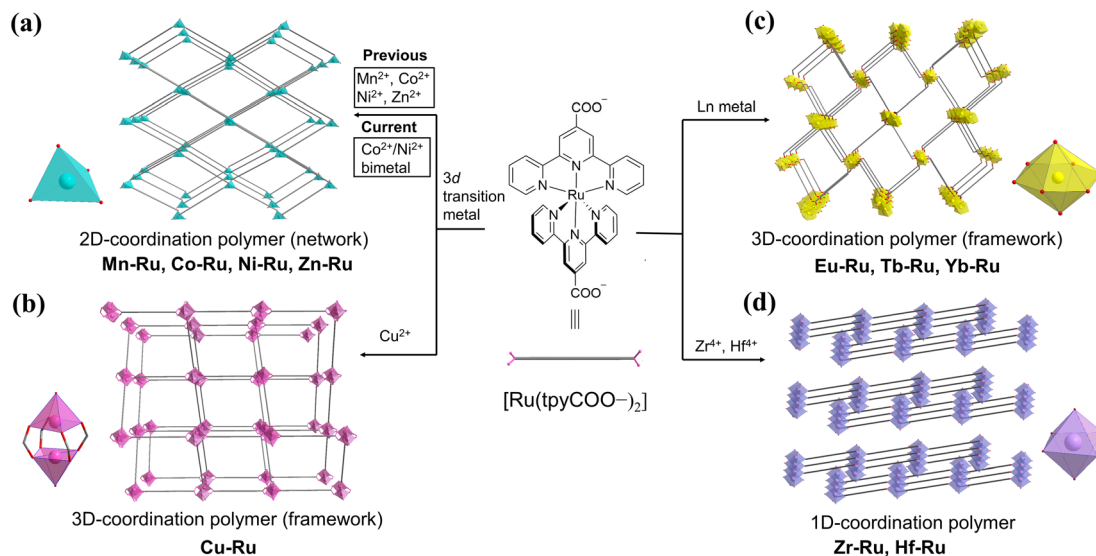 (a)
Previous
Mn²⁺, Co²⁺
Ni²⁺, Zn²⁺
Current
Co²⁺/Ni²⁺
bimetal
3d
transition
metal
2D-coordination polymer (network)
Mn-Ru, Co-Ru, Ni-Ru, Zn-Ru
(b)
Cu²⁺
3D-coordination polymer (framework)
Cu-Ru
COO⁻
N
N
N
Ru
N
N
N
COO⁻
[Ru(tpyCOO−)₂]
(c)
Ln metal
3D-coordination polymer (framework)
Eu-Ru, Tb-Ru, Yb-Ru
(d)
Zr⁴⁺, Hf⁴⁺
1D-coordination polymer
Zr-Ru, Hf-Ru